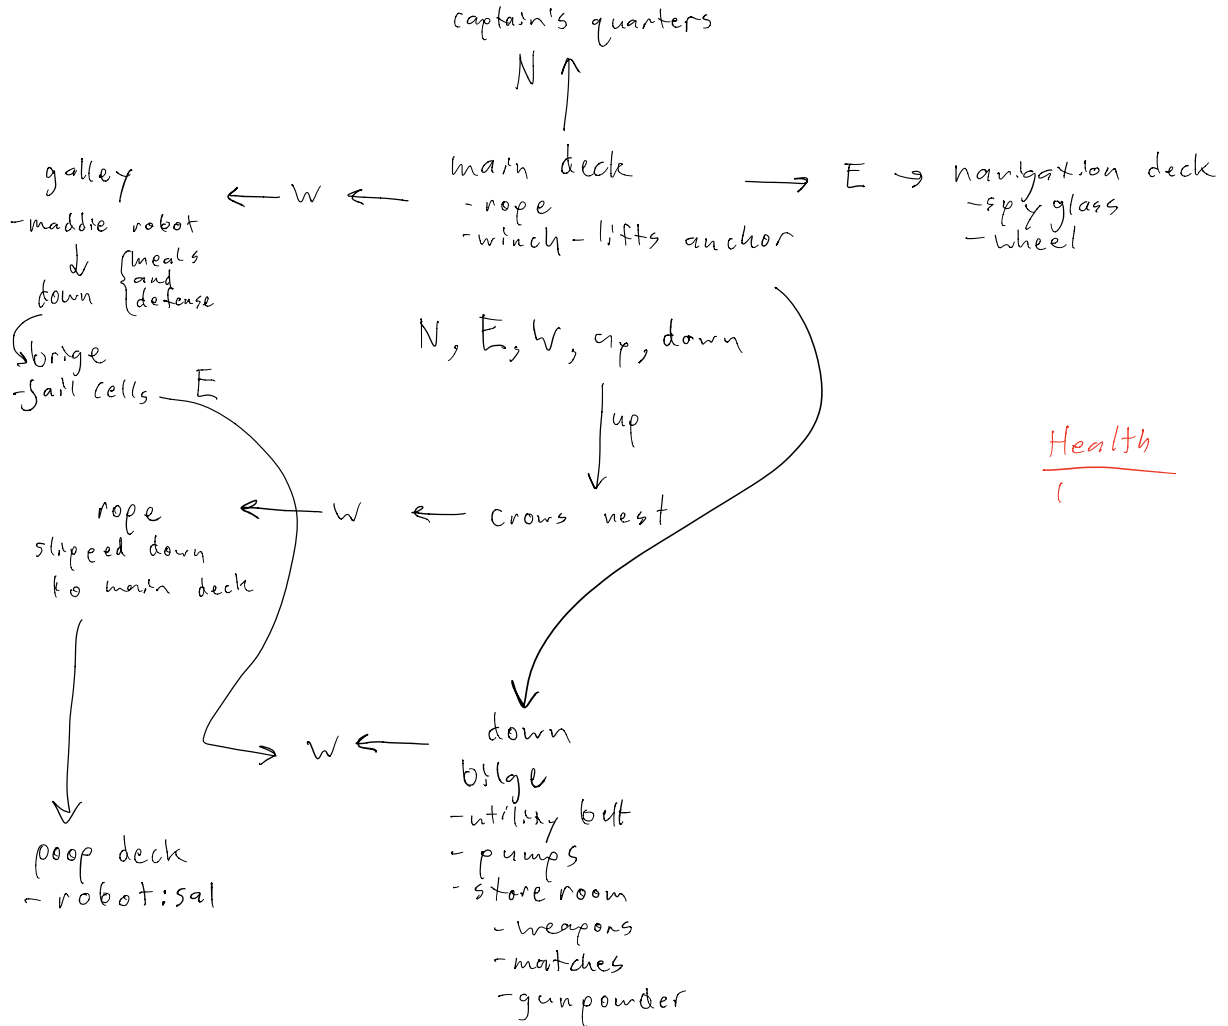 captain's quarters
N
main deck
- rope
- winch - lifts anchor
W
galley
- maddie robot
down
meals
and
defense
brige
- jail cells
E
E
navigation deck
- spy glass
- wheel
N, E, W, up, down
up
crows nest
W
rope
slipped down
to main deck
poop deck
- robot: sal
Health
(
down
W
bilge
- utility belt
- pumps
- store room
- weapons
- matches
- gunpowder